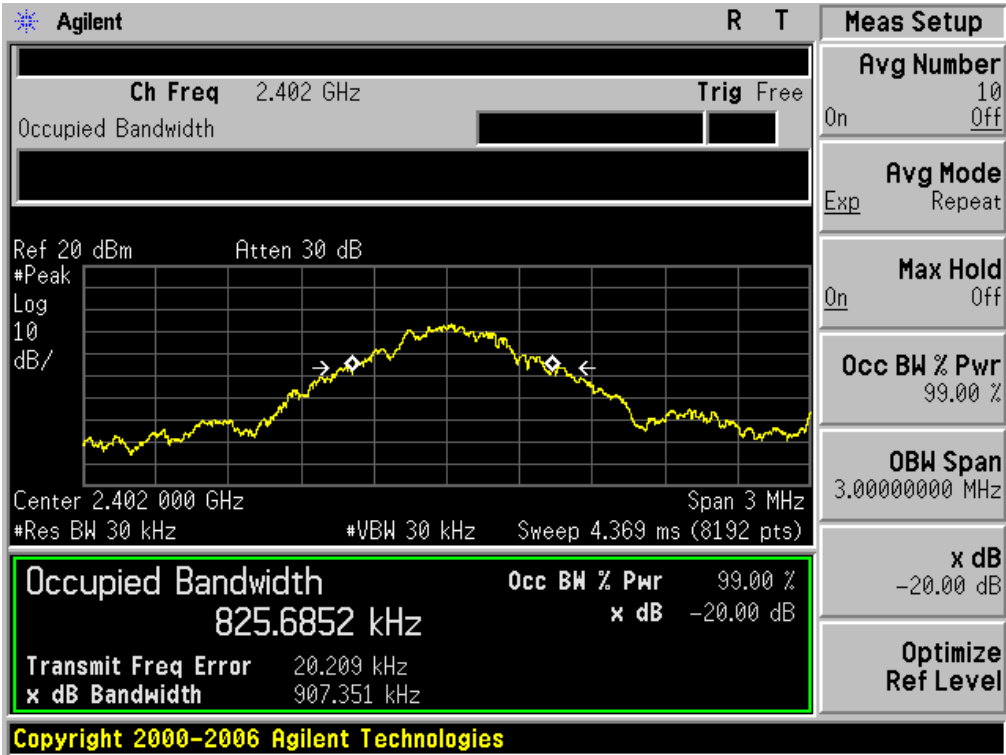 Agilent R T
Ch Freq 2.402 GHz Trig Free
Occupied Bandwidth
Ref 20 dBm Atten 30 dB
#Peak
Log
10
dB/
Center 2.402 000 GHz Span 3 MHz
#Res BW 30 kHz #VBW 30 kHz Sweep 4.369 ms (8192 pts)
Occupied Bandwidth Occ BW % Pwr 99.00 %
825.6852 kHz x dB -20.00 dB
Transmit Freq Error 20.209 kHz
x dB Bandwidth 907.351 kHz
Copyright 2000-2006 Agilent Technologies
Meas Setup
Avg Number
10
On Off
Avg Mode
Exp Repeat
Max Hold
On Off
Occ BW % Pwr
99.00 %
OBW Span
3.00000000 MHz
x dB
-20.00 dB
Optimize
Ref Level